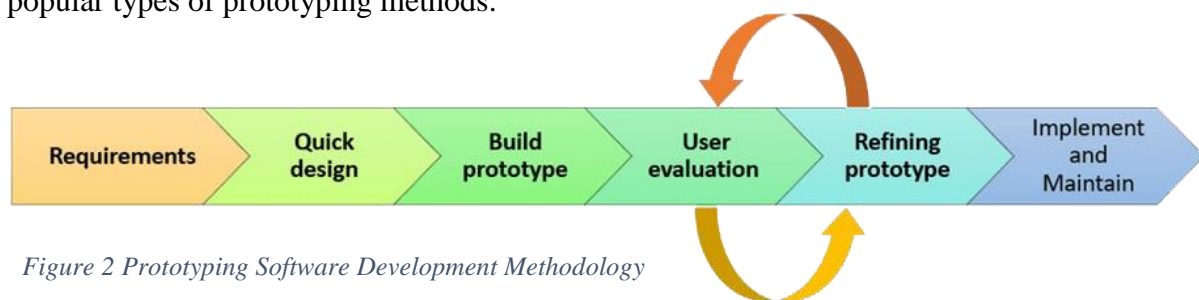 popular types of prototyping methods.
Requirements
Quick
design
Build
prototype
User
evaluation
Refining
prototype
Implement
and
Maintain
Figure 2 Prototyping Software Development Methodology